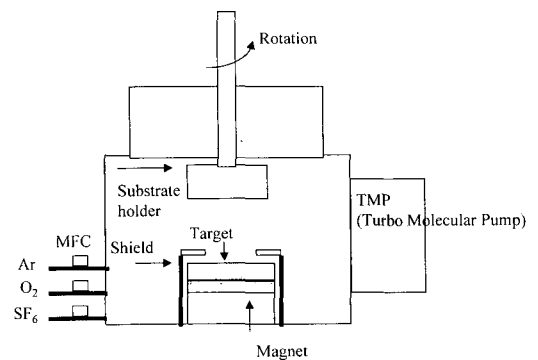 Rotation
Substrate
holder
TMP
(Turbo Molecular Pump)
MFC
Shield
Target
Ar
O₂
SF₆
Magnet